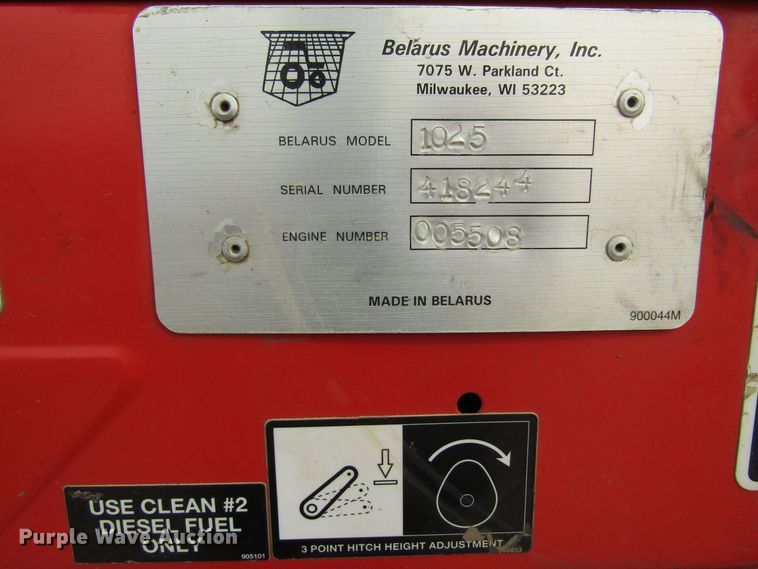 Belarus Machinery, Inc.
7075 W. Parkland Ct.
Milwaukee, WI 53223
BELARUS MODEL 1025
SERIAL NUMBER 418244
ENGINE NUMBER 005508
MADE IN BELARUS
900044M
USE CLEAN #2
DIESEL FUEL
ONLY
905101
3 POINT HITCH HEIGHT ADJUSTMENT
Purple Wave Auction